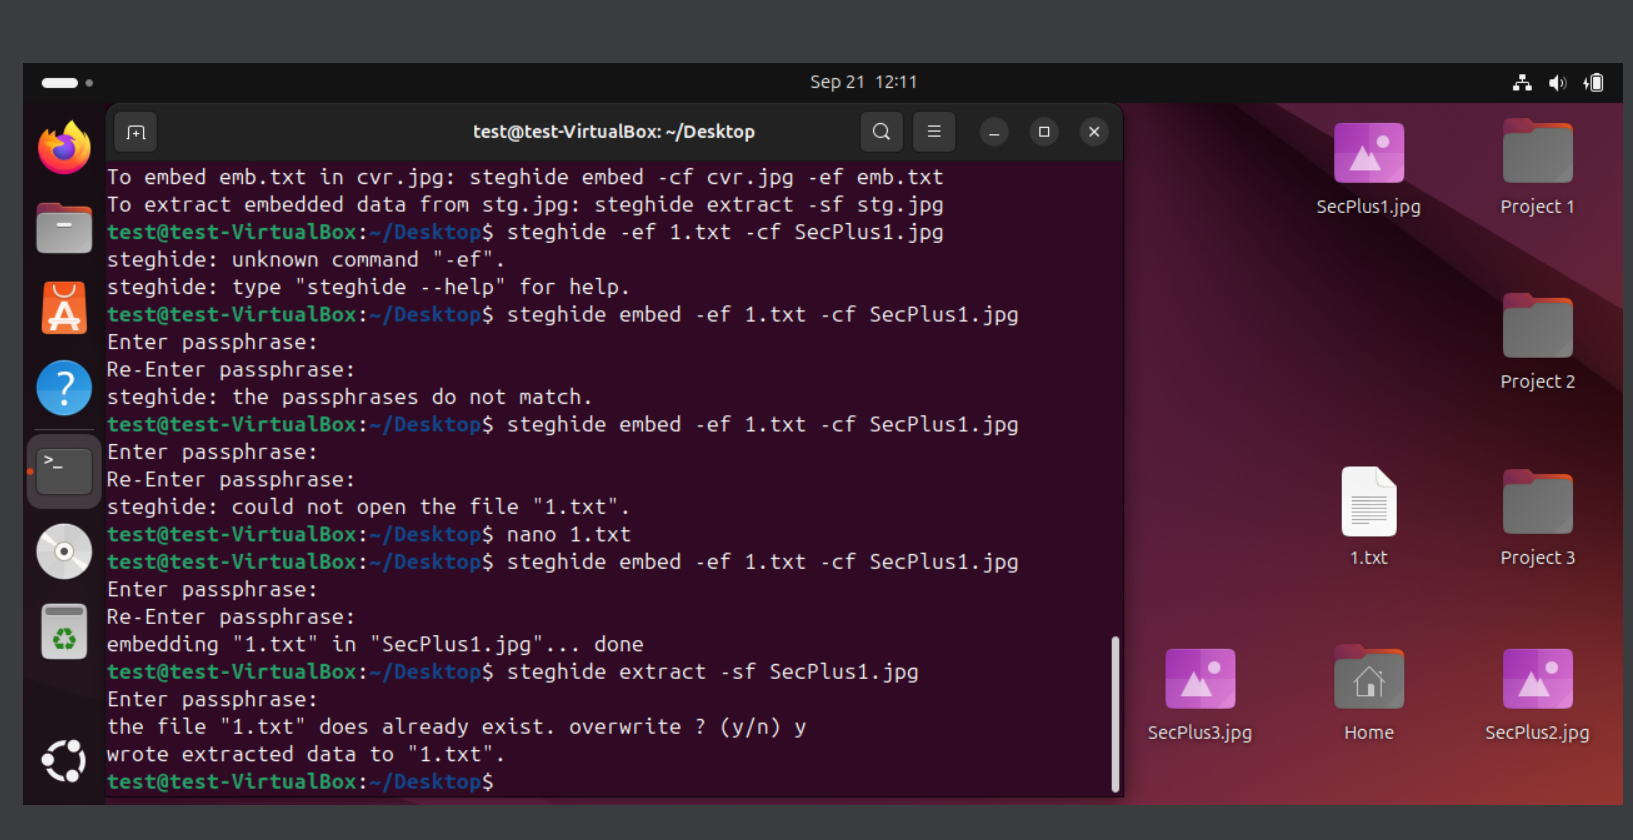 Sep 21 12:11
test@test-VirtualBox: ~/Desktop
To embed emb.txt in cvr.jpg: steghide embed -cf cvr.jpg -ef emb.txt
To extract embedded data from stg.jpg: steghide extract -sf stg.jpg
test@test-VirtualBox:~/Desktop$ steghide -ef 1.txt -cf SecPlus1.jpg
steghide: unknown command "-ef".
steghide: type "steghide --help" for help.
test@test-VirtualBox:~/Desktop$ steghide embed -ef 1.txt -cf SecPlus1.jpg
Enter passphrase:
Re-Enter passphrase:
steghide: the passphrases do not match.
test@test-VirtualBox:~/Desktop$ steghide embed -ef 1.txt -cf SecPlus1.jpg
Enter passphrase:
Re-Enter passphrase:
steghide: could not open the file "1.txt".
test@test-VirtualBox:~/Desktop$ nano 1.txt
test@test-VirtualBox:~/Desktop$ steghide embed -ef 1.txt -cf SecPlus1.jpg
Enter passphrase:
Re-Enter passphrase:
embedding "1.txt" in "SecPlus1.jpg"... done
test@test-VirtualBox:~/Desktop$ steghide extract -sf SecPlus1.jpg
Enter passphrase:
the file "1.txt" does already exist. overwrite ? (y/n) y
wrote extracted data to "1.txt".
test@test-VirtualBox:~/Desktop$
SecPlus1.jpg
Project 1
Project 2
1.txt
Project 3
SecPlus3.jpg
Home
SecPlus2.jpg